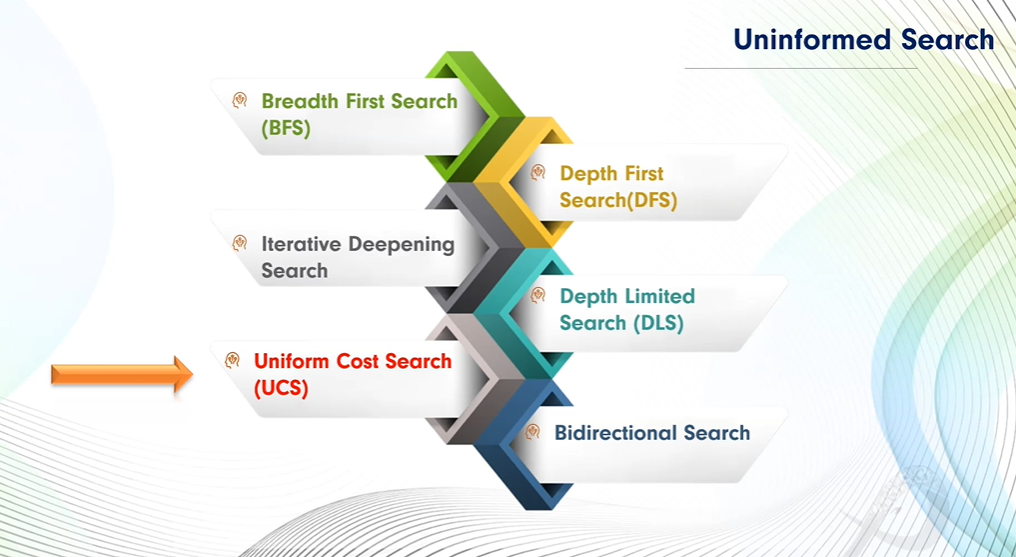 Uninformed Search
Breadth First Search
(BFS)
Depth First
Search(DFS)
Iterative Deepening
Search
Depth Limited
Search (DLS)
Uniform Cost Search
(UCS)
Bidirectional Search